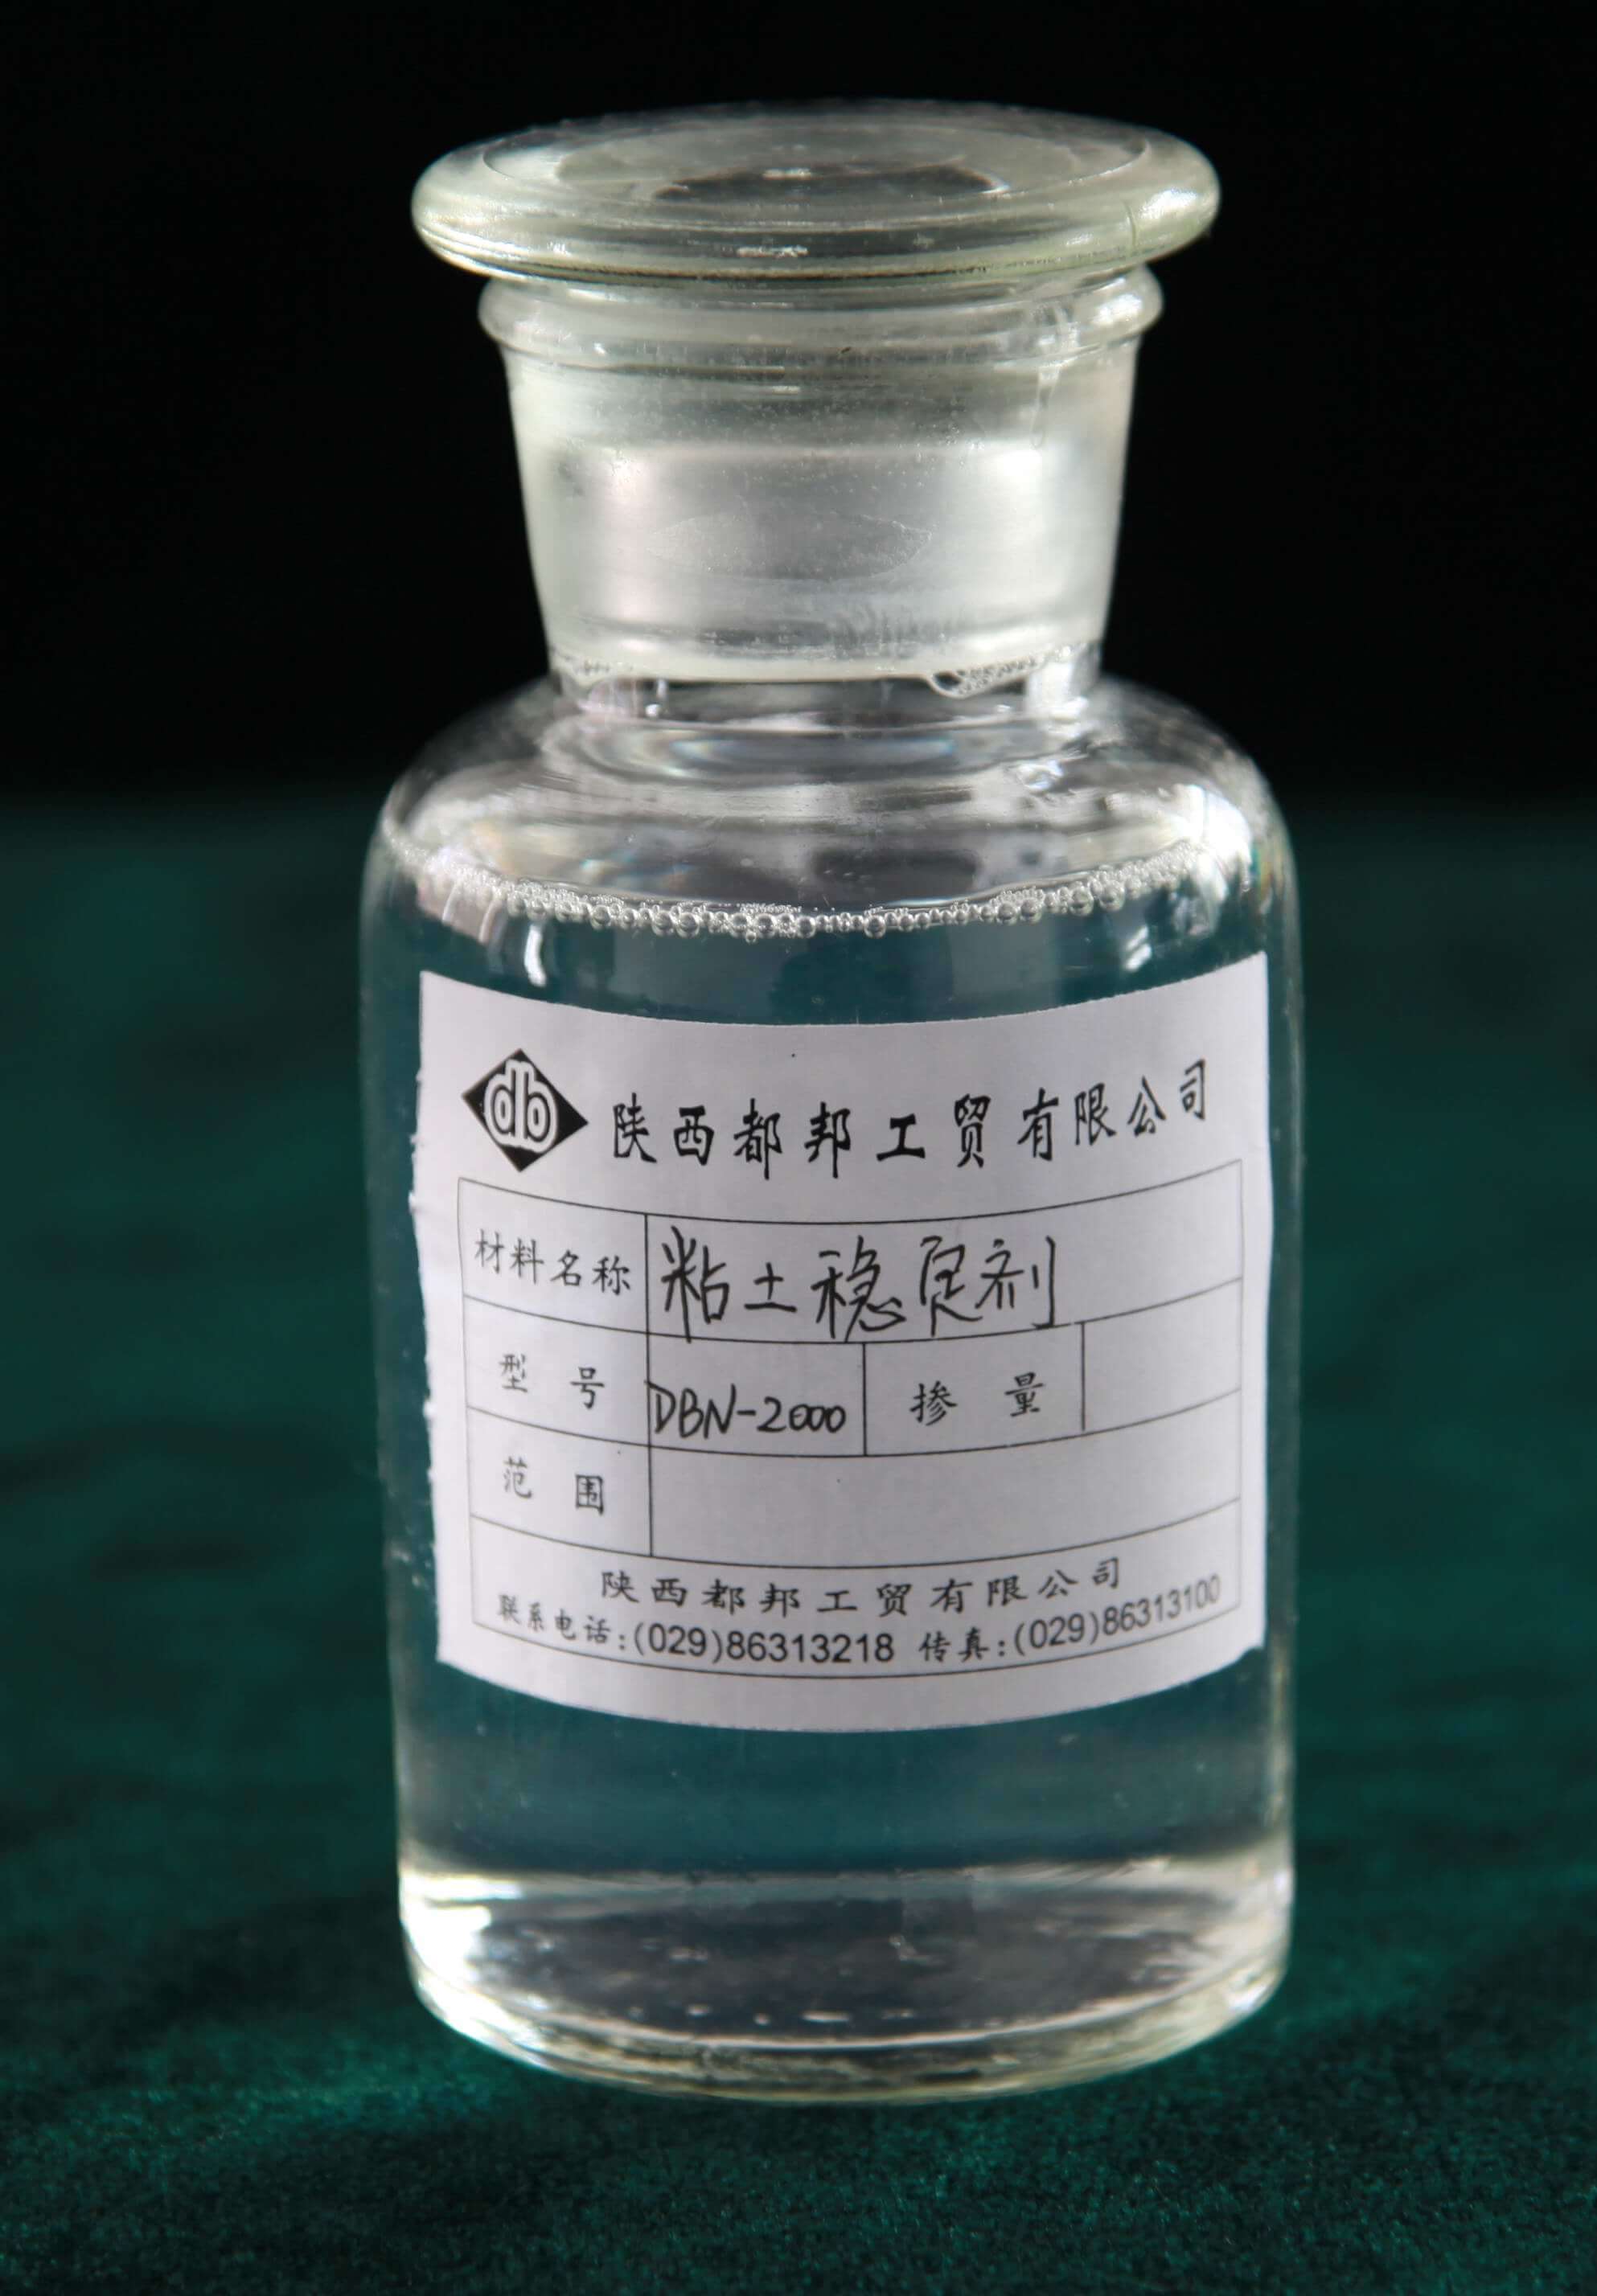 db 陕西都邦工贸有限公司
材料名称 粘土稳定剂
型 号 DBN-2000 掺 量
范 围
陕西都邦工贸有限公司
联系电话:(029)86313218 传真:(029)86313100